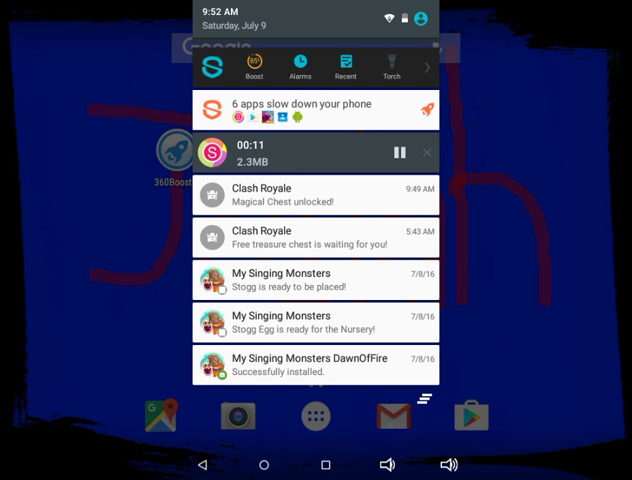 9:52 AM
Saturday, July 9
Google
85°
Boost
Alarms
Recent
Torch
6 apps slow down your phone
S
00:11
2.3MB
360Boost
Clash Royale
9:49 AM
Magical Chest unlocked!
Clash Royale
5:43 AM
Free treasure chest is waiting for you!
My Singing Monsters
7/8/16
Stogg is ready to be placed!
My Singing Monsters
7/8/16
Stogg Egg is ready for the Nursery!
My Singing Monsters DawnOfFire
7/8/16
Successfully installed.